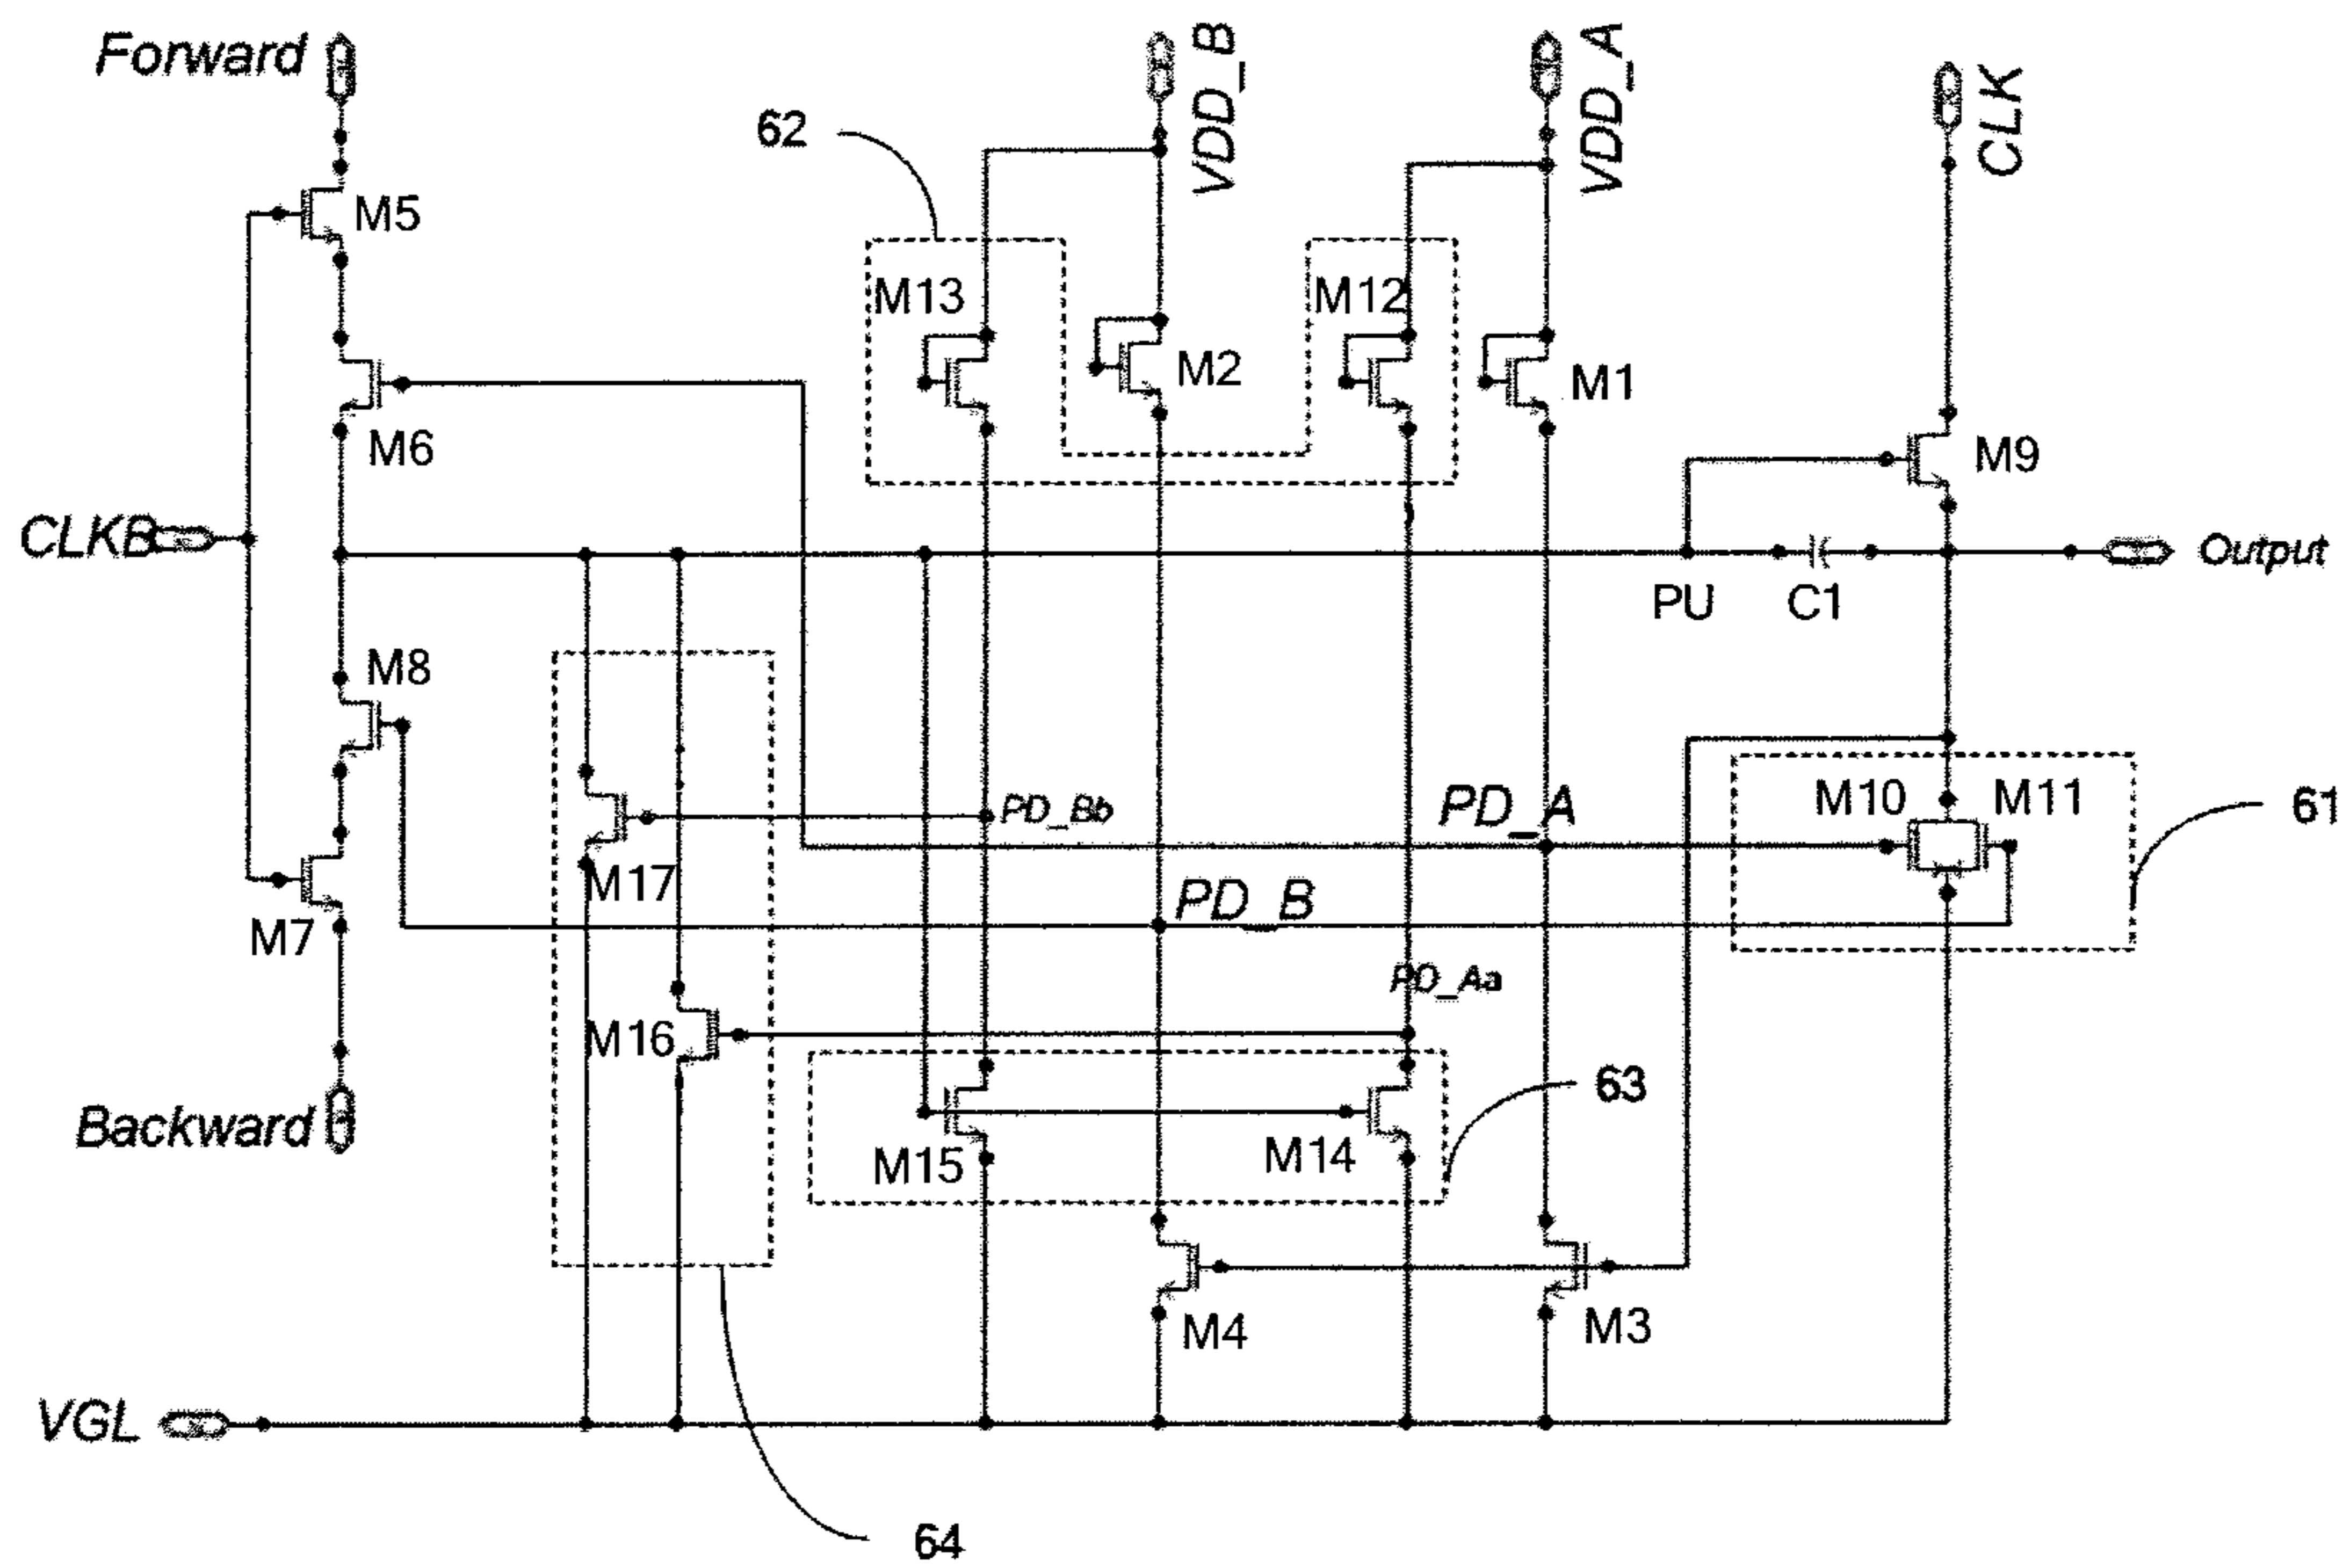 Forward
VDD_B
VDD_A
CLK
62
M5
M13
M2
M12
M1
M6
M9
CLKB
Output
PU
C1
M8
PD_Bb
PD_A
M10
M11
61
M17
PD_B
M7
PD_Aa
M16
63
Backward
M15
M14
M4
M3
VGL
64